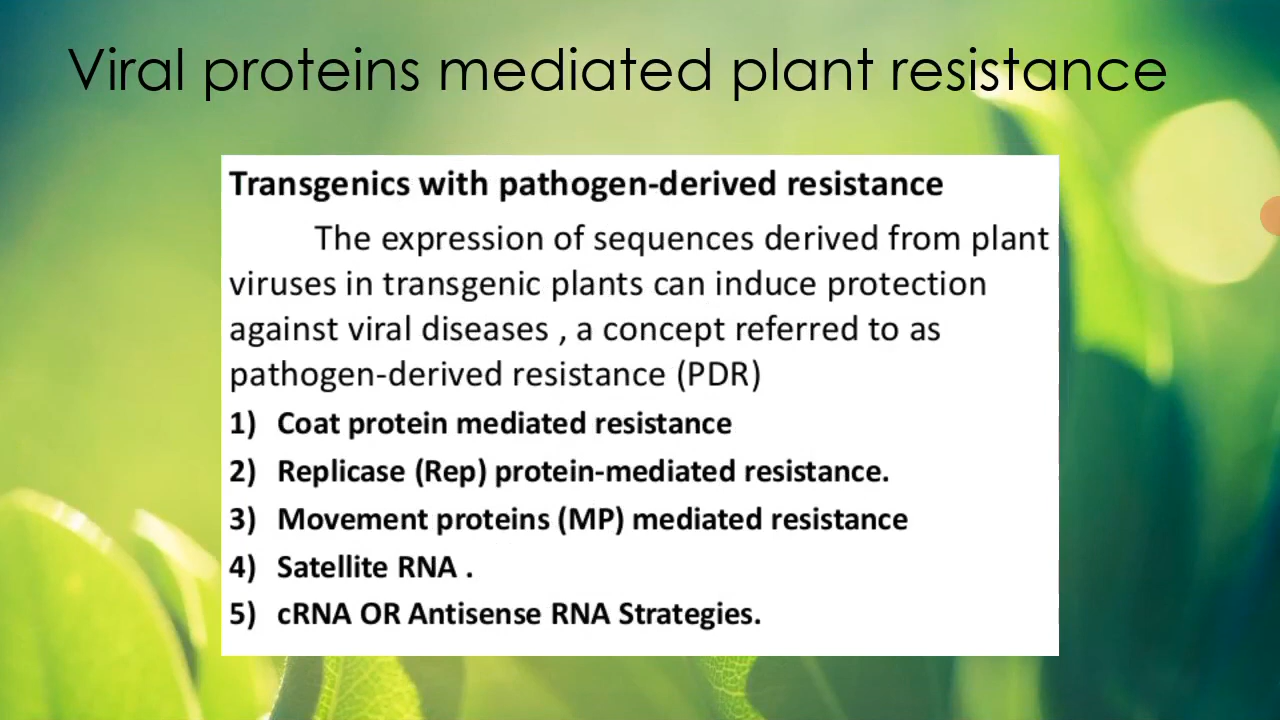 Viral proteins mediated plant resistance
Transgenics with pathogen-derived resistance
The expression of sequences derived from plant
viruses in transgenic plants can induce protection
against viral diseases , a concept referred to as
pathogen-derived resistance (PDR)
1) Coat protein mediated resistance
2) Replicase (Rep) protein-mediated resistance.
3) Movement proteins (MP) mediated resistance
4) Satellite RNA .
5) cRNA OR Antisense RNA Strategies.